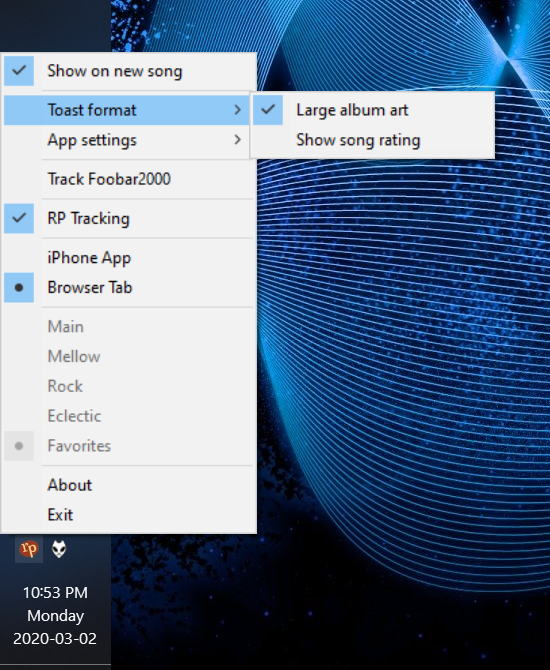 Show on new song
Toast format
Large album art
App settings
Show song rating
Track Foobar2000
RP Tracking
iPhone App
Browser Tab
Main
Mellow
Rock
Eclectic
Favorites
About
Exit
rp
10:53 PM
Monday
2020-03-02